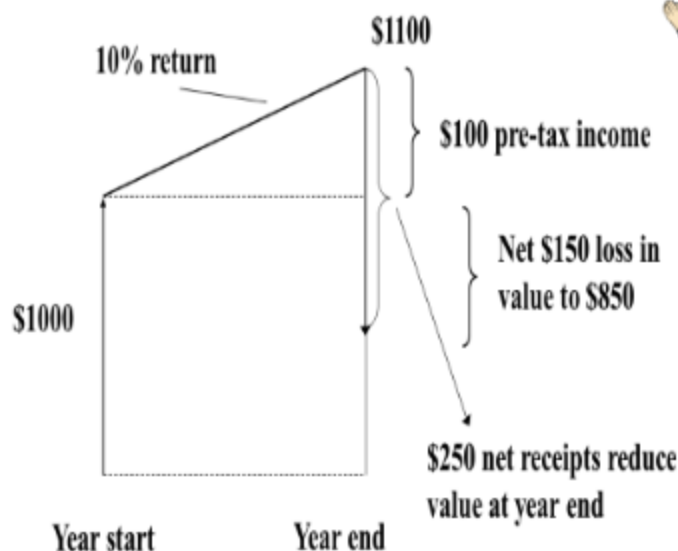 $1100
10% return
$100 pre-tax income
Net $150 loss in
value to $850
$1000
$250 net receipts reduce
value at year end
Year start
Year end